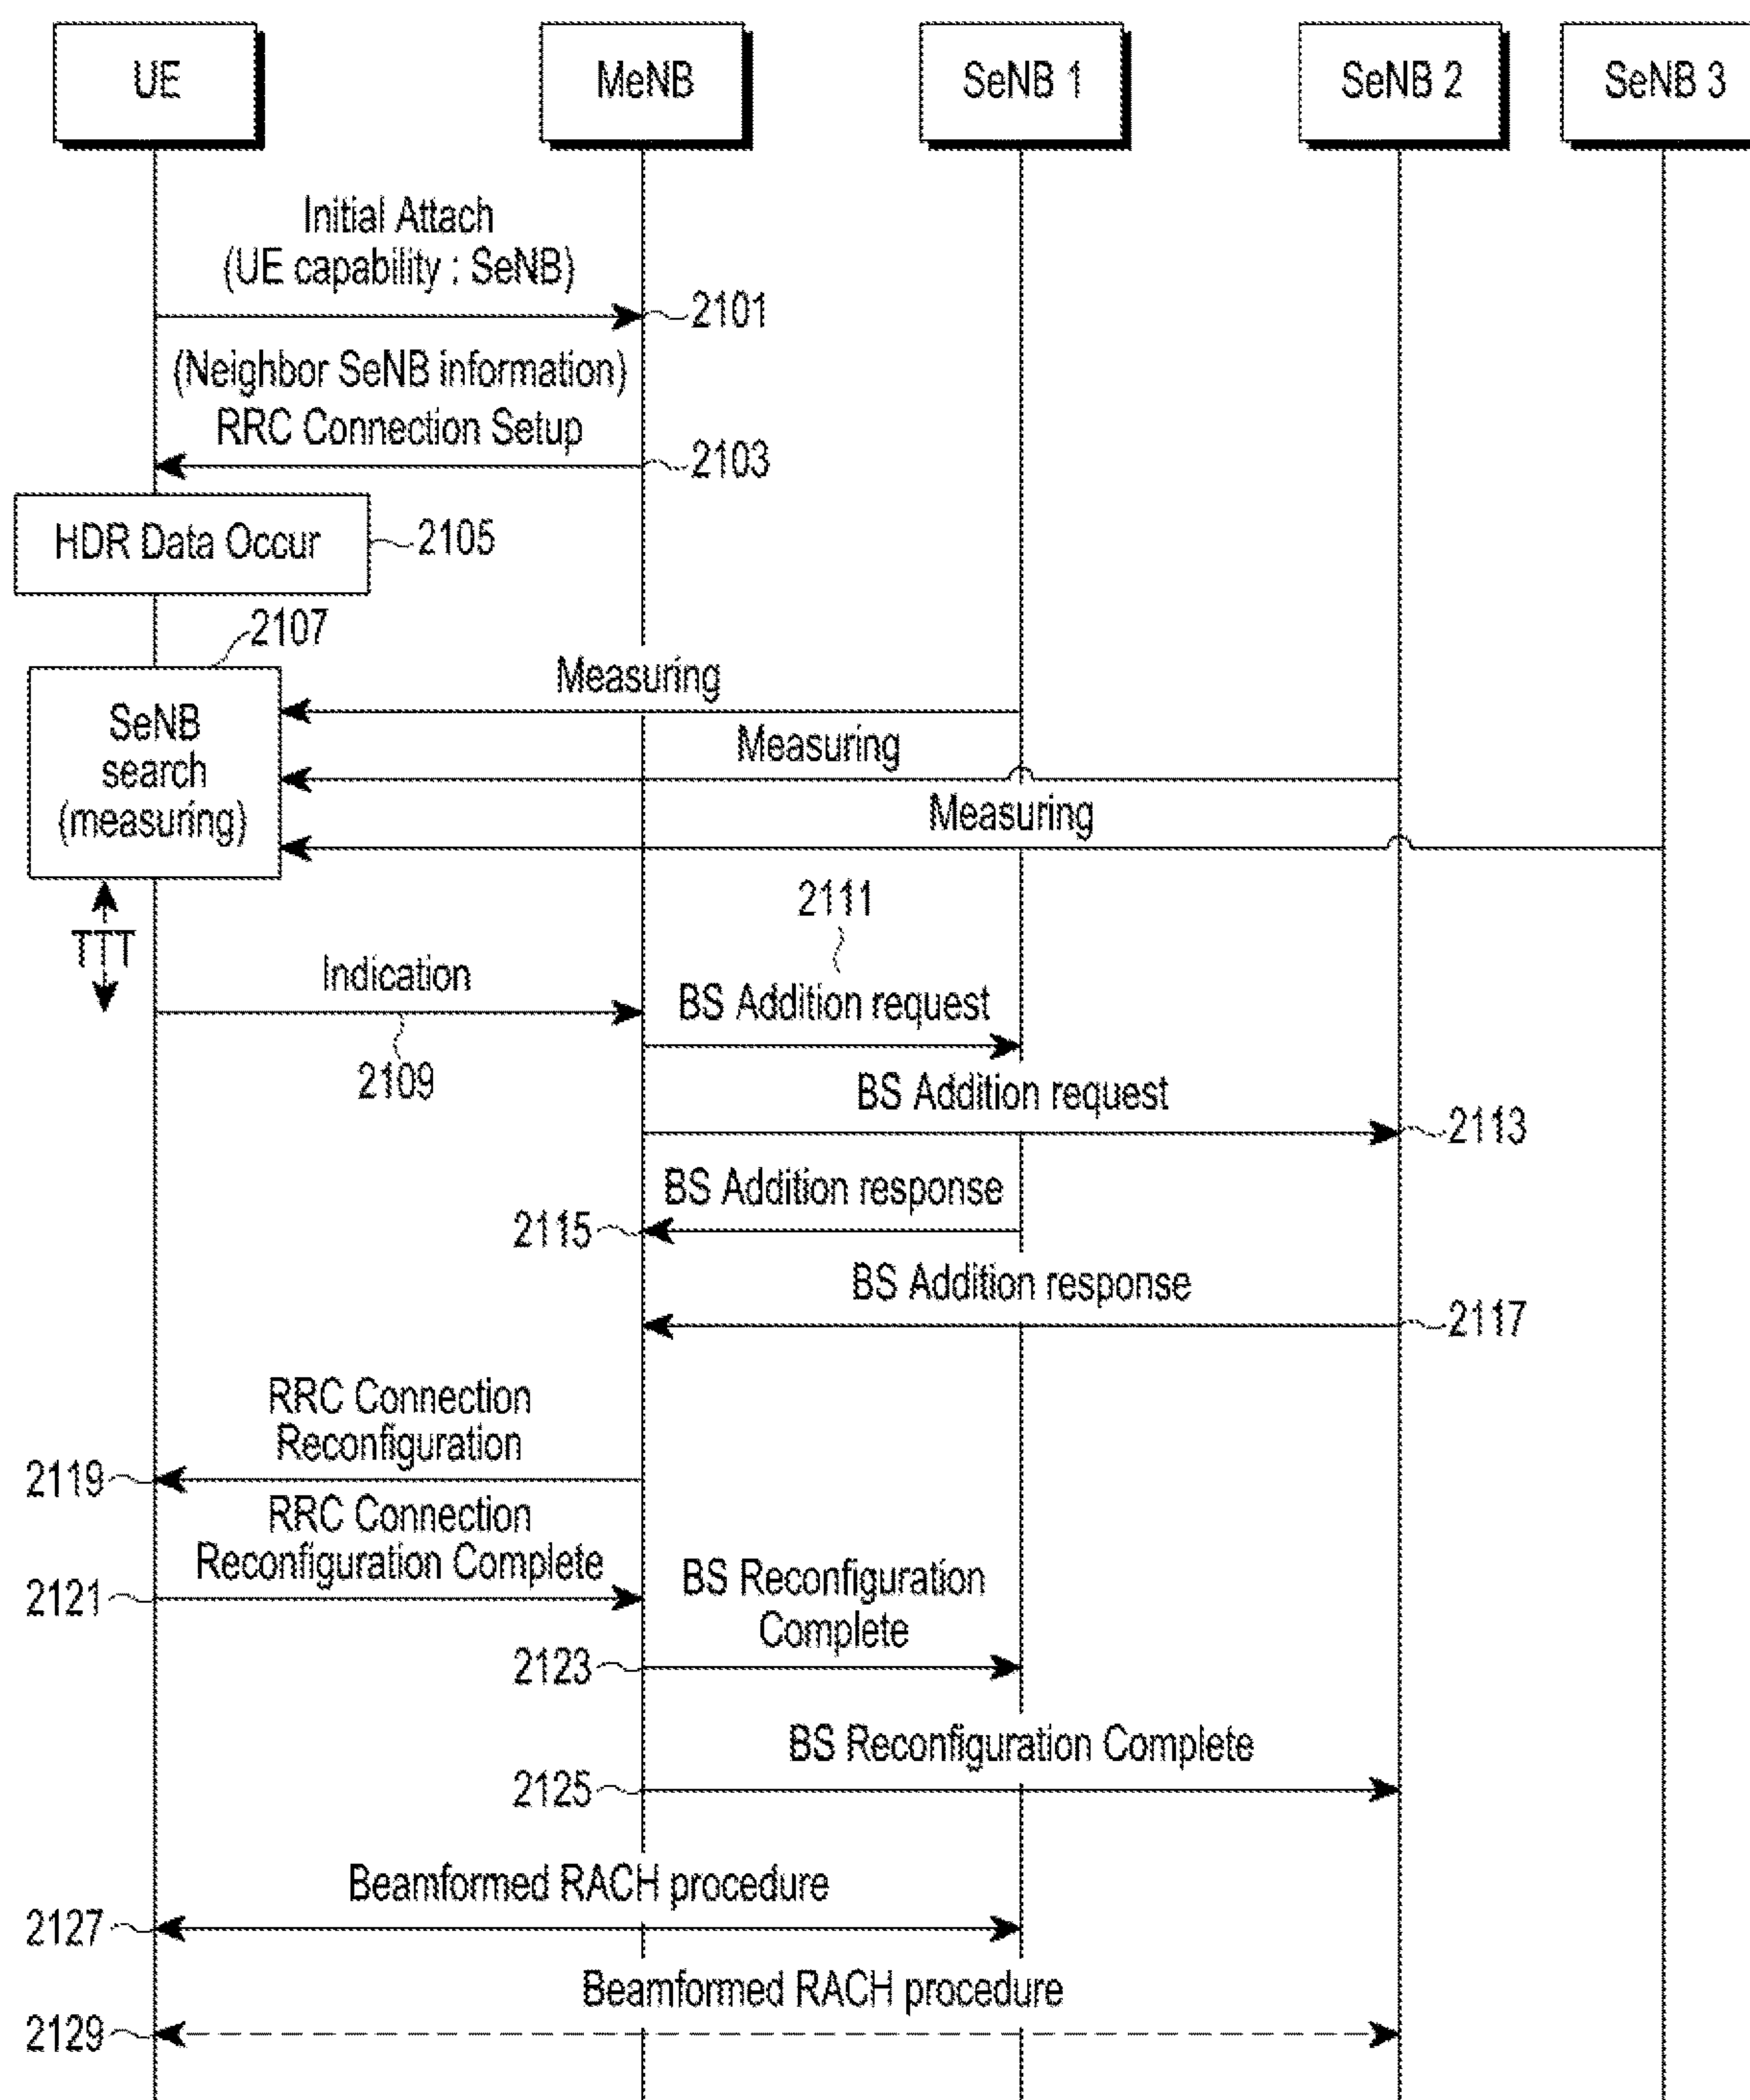 UE
MeNB
SeNB 1
SeNB 2
SeNB 3
Initial Attach
(UE capability : SeNB)
2101
(Neighbor SeNB information)
RRC Connection Setup
2103
HDR Data Occur
2105
2107
SeNB
search
(measuring)
Measuring
Measuring
Measuring
TTT
2111
Indication
2109
BS Addition request
BS Addition request
2113
BS Addition response
2115
BS Addition response
2117
RRC Connection
Reconfiguration
2119
RRC Connection
Reconfiguration Complete
2121
BS Reconfiguration
Complete
2123
BS Reconfiguration Complete
2125
Beamformed RACH procedure
2127
Beamformed RACH procedure
2129